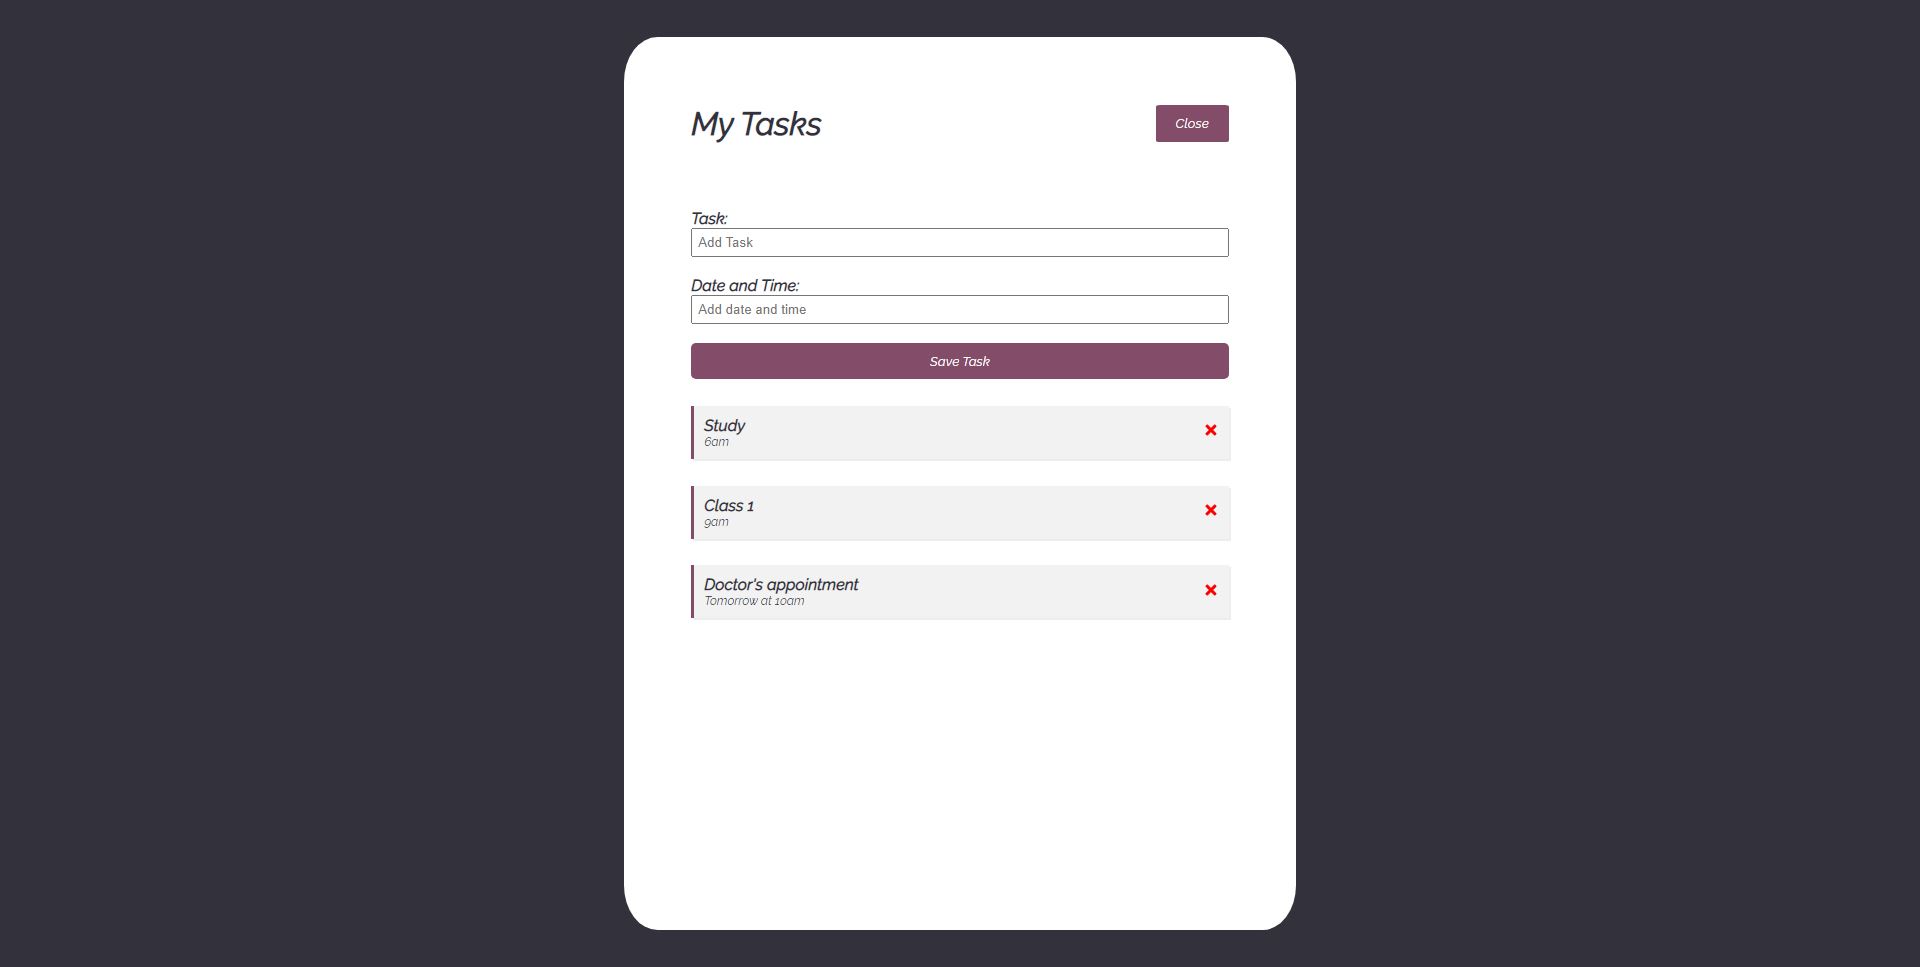 My Tasks
Close
Task:
Add Task
Date and Time:
Add date and time
Save Task
Study
6am
Class 1
9am
Doctor's appointment
Tomorrow at 10am